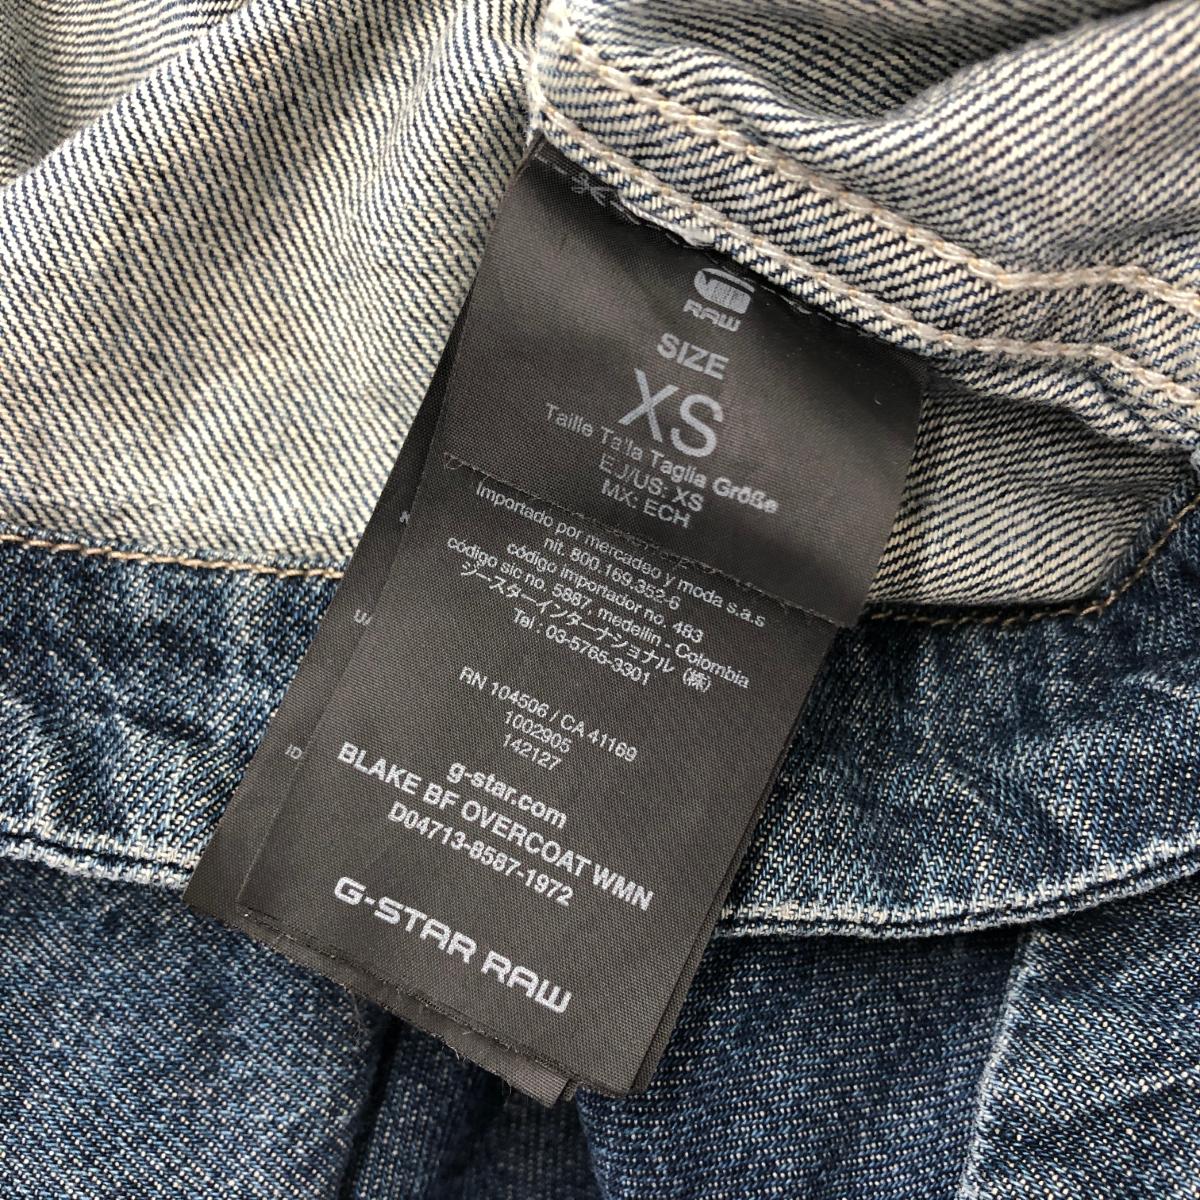 RAW
SIZE
XS
Taille Talla Taglia Größe
EU/US: XS
MX: ECH
Importado por mercadeo y moda s.a.s
nit. 800.169.352-6
código importador no. 483
código sic no. 5887, medellin - Colombia
ジースターインターナショナル (株)
Tel : 03-5765-3301
RN 104506 / CA 41169
1002905
142127
g-star.com
BLAKE BF OVERCOAT WMN
D04713-8587-1972
G-STAR RAW
ID